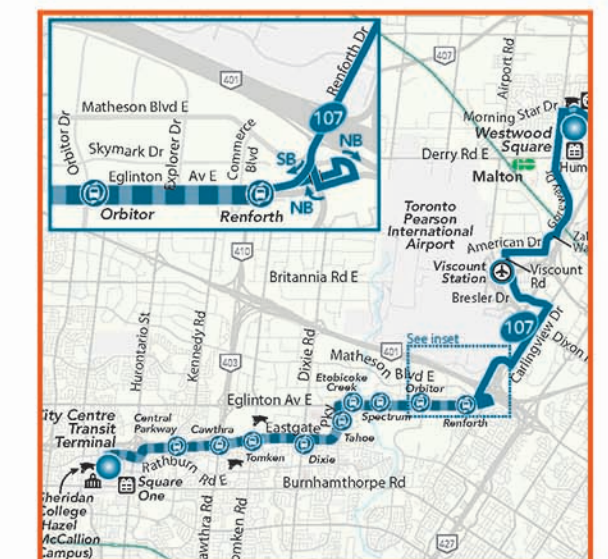 Renforth Dr
401
107
Matheson Blvd E
Orbitor Dr
Skymark Dr
Explorer Dr
Commerce
Blvd
Eglinton Av E
SB
NB
NB
Orbitor
Renforth
407
Airport Rd
Morning Star Dr
Westwood
Square
Hum
Derry Rd E
Malton
Goreway Dr
Toronto
Pearson
International
Airport
American Dr
Viscount
Station
Viscount
Rd
Bresler Dr
107
Carlingview Dr
Dixon
410
Britannia Rd E
Hurontario St
Kennedy Rd
403
Dixie Rd
401
See inset
Matheson Blvd E
Etobicoke
Creek
Orbitor
Eglinton Av E
Spectrum
Renforth
Pky
Eastgate
Tahoe
City Centre
Transit
Terminal
Central
Parkway
Cawthra
Tomken
Dixie
Rathburn Rd E
Square
One
Burnhamthorpe Rd
Sheridan
College
(Hazel
McCallion
Campus)
awthra Rd
omken Rd
427